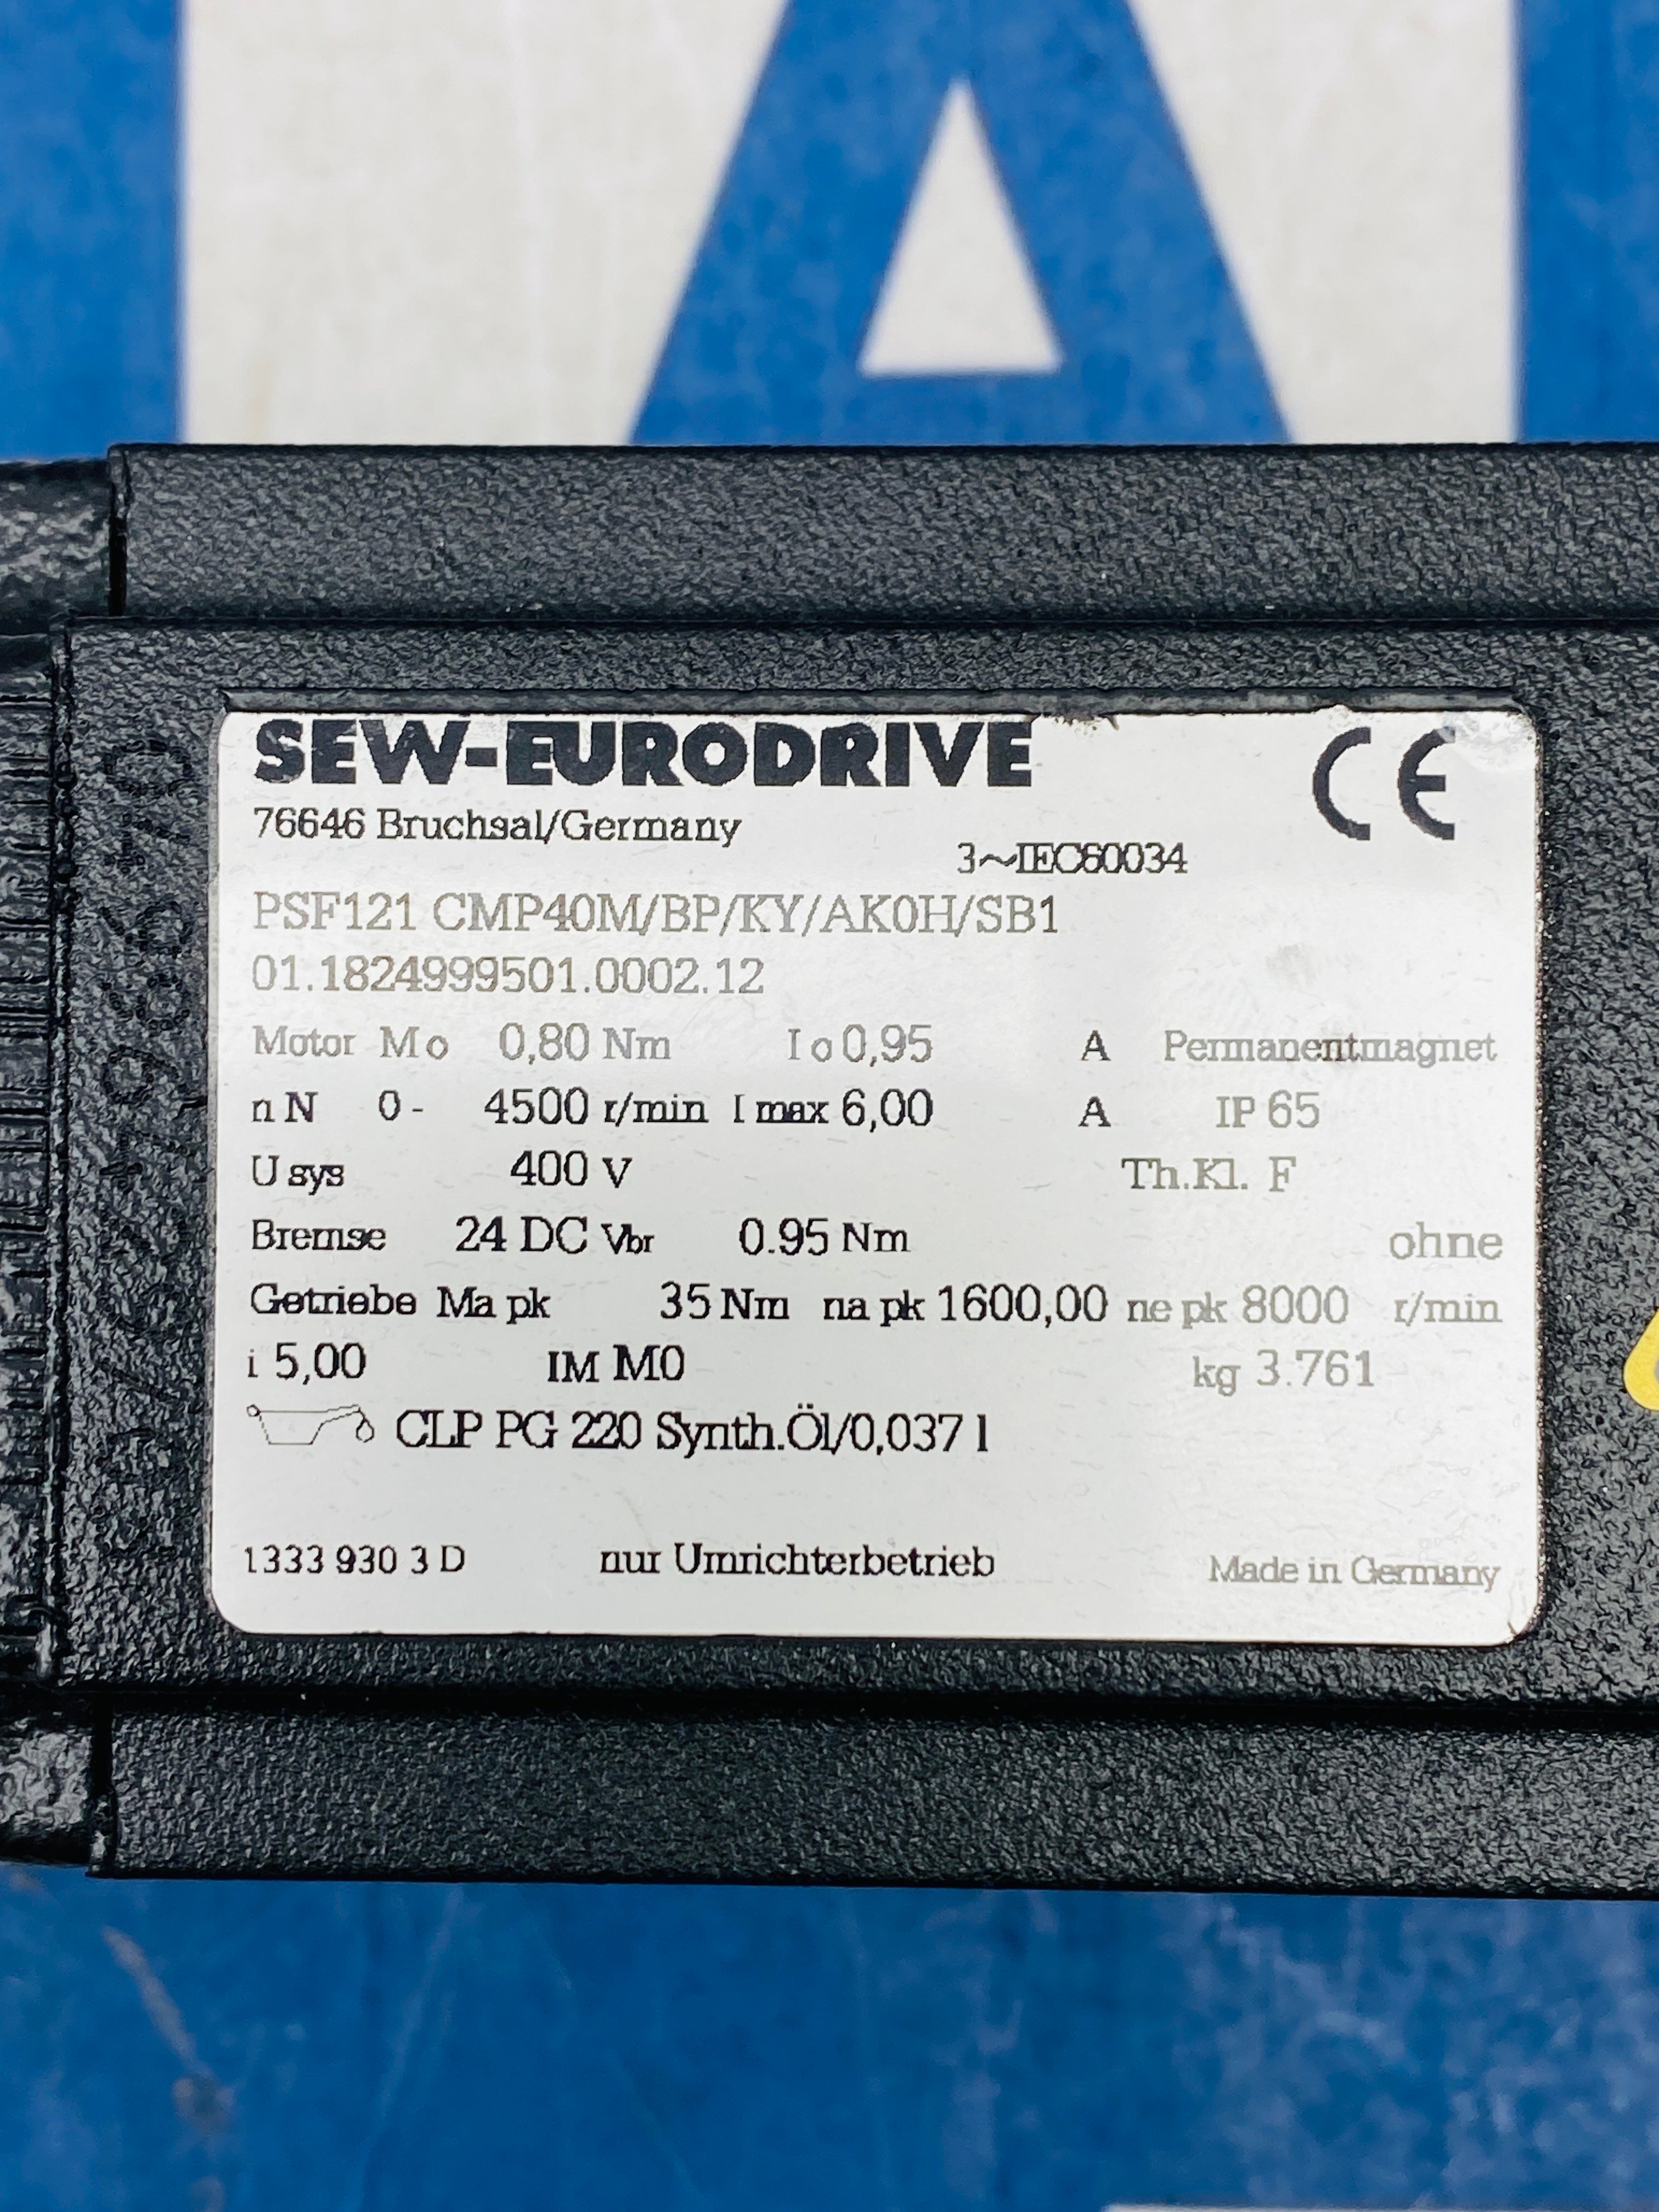 SEW-EURODRIVE
CE
76646 Bruchsal/Germany
3~IEC60034
PSF121 CMP40M/BP/KY/AK0H/SB1
01.1824999501.0002.12
Motor Mo 0,80 Nm Io 0,95 A Permanentmagnet
nN 0- 4500 r/min I max 6,00 A IP 65
U sys 400 V Th.Kl. F
Bremse 24 DC Vbr 0.95 Nm ohne
Getriebe Ma pk 35 Nm na pk 1600,00 ne pk 8000 r/min
i 5,00 IM M0 kg 3.761
CLP PG 220 Synth.Öl/0,037 l
1333 930 3 D nur Umrichterbetrieb Made in Germany